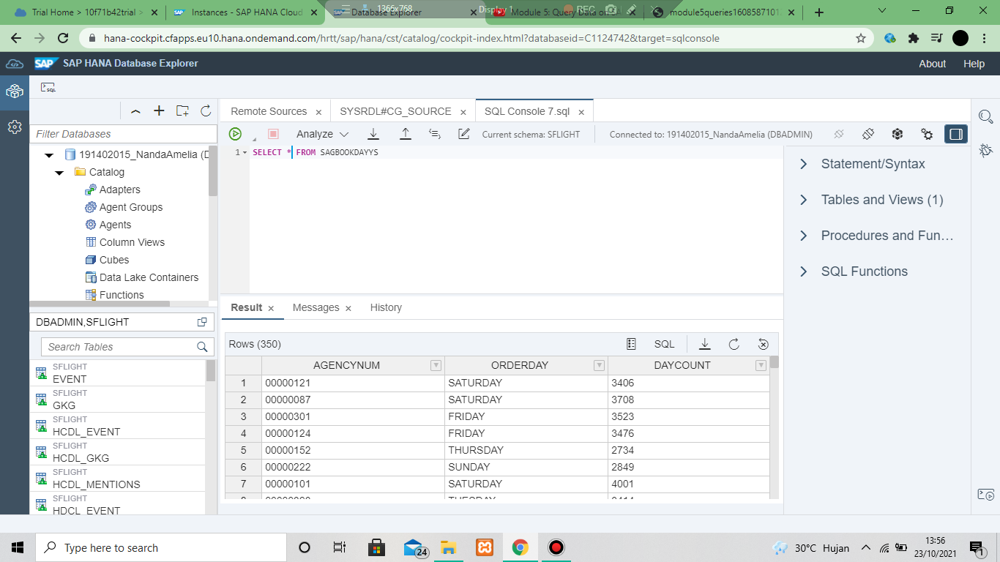 Trial Home > 10f71b42trial >
Instances - SAP HANA Cloud
Database Explorer
1366x768
Display 1
REC
Module 5: Query Data on
module5queries1608587101
hana-cockpit.cfapps.eu10.hana.ondemand.com/hrtt/sap/hana/cst/catalog/cockpit-index.html?databaseid=C1124742&target=sqlconsole
SAP SAP HANA Database Explorer
About Help
SQL
Remote Sources
SYSRDL#CG_SOURCE
SQL Console 7.sql
Filter Databases
Analyze
Current schema: SFLIGHT
Connected to: 191402015_NandaAmelia (DBADMIN)
191402015_NandaAmelia (D
Catalog
Adapters
Agent Groups
Agents
Column Views
Cubes
Data Lake Containers
Functions
1 SELECT * FROM SAGBOOKDAYYS
Statement/Syntax
Tables and Views (1)
Procedures and Fun…
SQL Functions
DBADMIN,SFLIGHT
Search Tables
SFLIGHT
EVENT
SFLIGHT
GKG
SFLIGHT
HCDL_EVENT
SFLIGHT
HCDL_GKG
SFLIGHT
HCDL_MENTIONS
SFLIGHT
HDCL_EVENT
Result
Messages
History
Rows (350)
SQL
AGENCYNUM ORDERDAY DAYCOUNT
1 00000121 SATURDAY 3406
2 00000087 SATURDAY 3708
3 00000301 FRIDAY 3523
4 00000124 FRIDAY 3476
5 00000152 THURSDAY 2734
6 00000222 SUNDAY 2849
7 00000101 SATURDAY 4001
Type here to search
24
30°C Hujan
13:56
23/10/2021
1